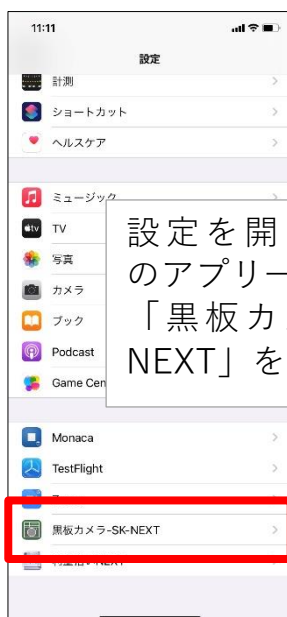 11:11
設定
計測
ショートカット
ヘルスケア
ミュージック
TV
写真
カメラ
ブック
Podcast
Game Cen
設定を開
のアプリー
「黒板カ
NEXT」を
Monaca
TestFlight
黒板カメラ-SK-NEXT